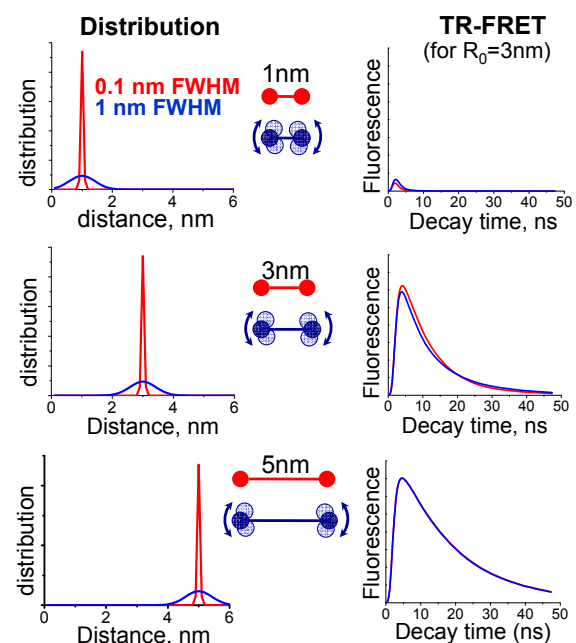 Distribution
TR-FRET
(for R₀=3nm)
0.1 nm FWHM
1 nm FWHM
distribution
0 2 4 6
distance, nm
1nm
Fluorescence
0 10 20 30 40 50
Decay time, ns
distribution
0 2 4 6
Distance, nm
3nm
Fluorescence
0 10 20 30 40 50
Decay time, ns
distribution
0 2 4 6
Distance, nm
5nm
Fluorescence
0 10 20 30 40 50
Decay time (ns)